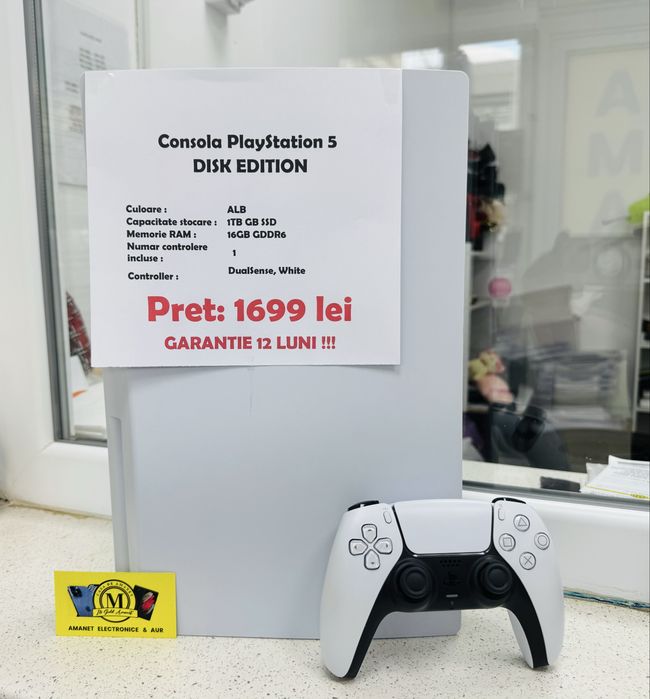 Consola PlayStation 5
DISK EDITION
Culoare : ALB
Capacitate stocare : 1TB GB SSD
Memorie RAM : 16GB GDDR6
Numar controlere
incluse : 1
Controller : DualSense, White
Pret: 1699 lei
GARANTIE 12 LUNI !!!
M
AMANET ELECTRONICE & AUR
AMA